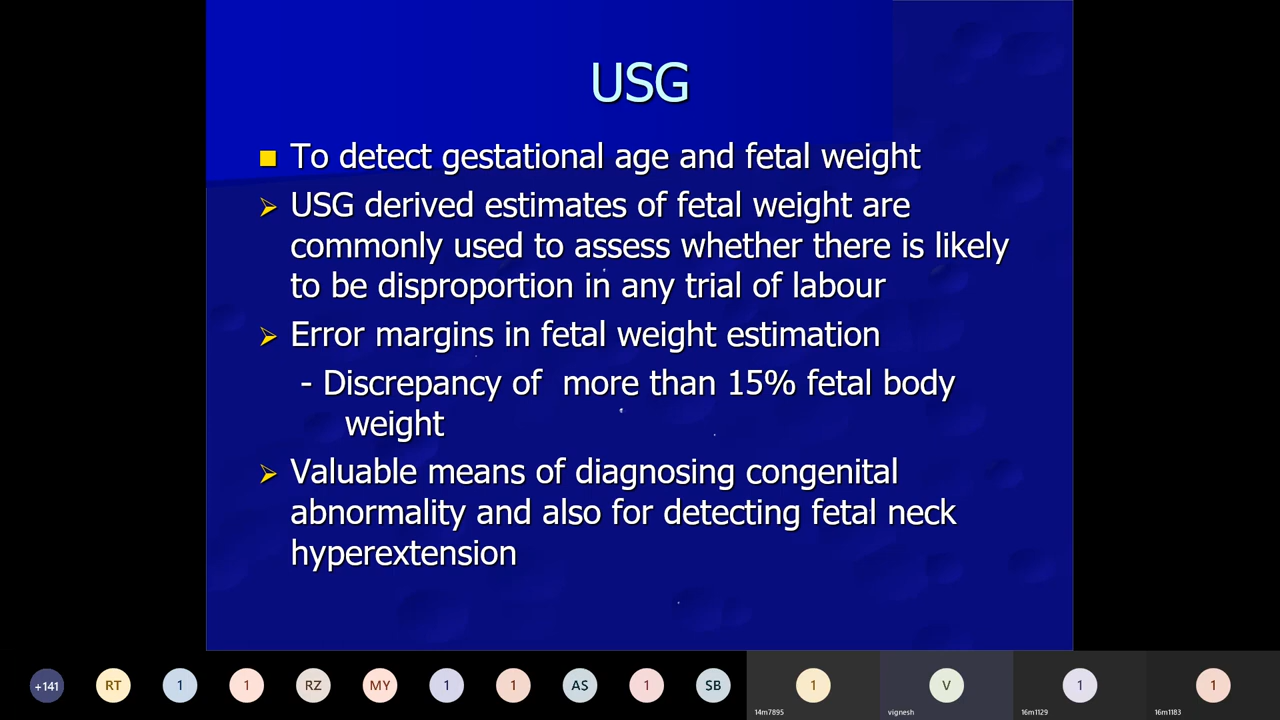 USG
To detect gestational age and fetal weight
USG derived estimates of fetal weight are
commonly used to assess whether there is likely
to be disproportion in any trial of labour
Error margins in fetal weight estimation
- Discrepancy of  more than 15% fetal body
weight
Valuable means of diagnosing congenital
abnormality and also for detecting fetal neck
hyperextension
+141 RT 1 1 RZ MY 1 1 AS 1 SB 1 V 1 1
14m7895 vignesh 16m1129 16m1183